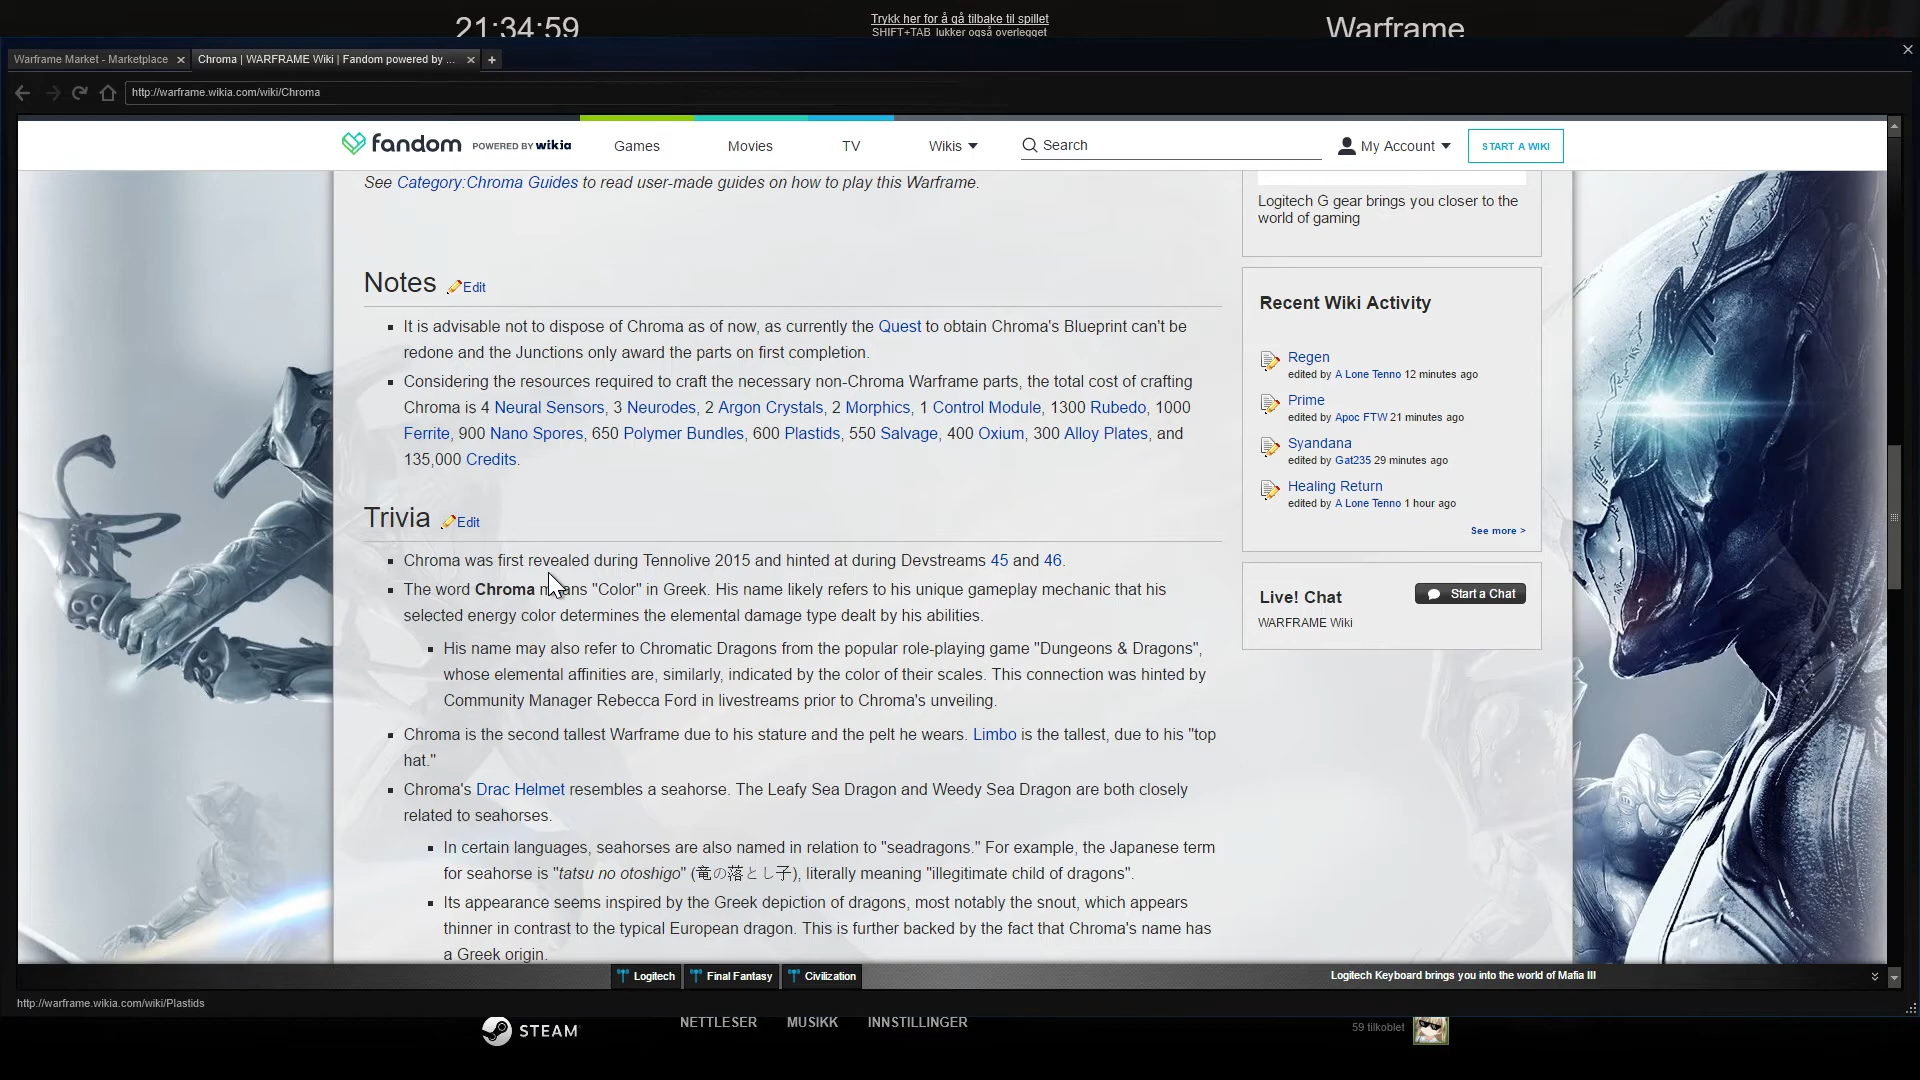 21:34:59
Trykk her for å gå tilbake til spillet
SHIFT+TAB lukker også overlegget
Warframe
Warframe Market - Marketplace
Chroma | WARFRAME Wiki | Fandom powered by ...
http://warframe.wikia.com/wiki/Chroma
fandom POWERED BY wikia
Games
Movies
TV
Wikis
Search
My Account
START A WIKI
See Category:Chroma Guides to read user-made guides on how to play this Warframe.
Notes Edit
It is advisable not to dispose of Chroma as of now, as currently the Quest to obtain Chroma's Blueprint can't be
redone and the Junctions only award the parts on first completion.
Considering the resources required to craft the necessary non-Chroma Warframe parts, the total cost of crafting
Chroma is 4 Neural Sensors, 3 Neurodes, 2 Argon Crystals, 2 Morphics, 1 Control Module, 1300 Rubedo, 1000
Ferrite, 900 Nano Spores, 650 Polymer Bundles, 600 Plastids, 550 Salvage, 400 Oxium, 300 Alloy Plates, and
135,000 Credits.
Trivia Edit
Chroma was first revealed during Tennolive 2015 and hinted at during Devstreams 45 and 46.
The word Chroma means "Color" in Greek. His name likely refers to his unique gameplay mechanic that his
selected energy color determines the elemental damage type dealt by his abilities.
His name may also refer to Chromatic Dragons from the popular role-playing game "Dungeons & Dragons",
whose elemental affinities are, similarly, indicated by the color of their scales. This connection was hinted by
Community Manager Rebecca Ford in livestreams prior to Chroma's unveiling.
Chroma is the second tallest Warframe due to his stature and the pelt he wears. Limbo is the tallest, due to his "top
hat."
Chroma's Drac Helmet resembles a seahorse. The Leafy Sea Dragon and Weedy Sea Dragon are both closely
related to seahorses.
In certain languages, seahorses are also named in relation to "seadragons." For example, the Japanese term
for seahorse is "tatsu no otoshigo" (竜の落とし子), literally meaning "illegitimate child of dragons".
Its appearance seems inspired by the Greek depiction of dragons, most notably the snout, which appears
thinner in contrast to the typical European dragon. This is further backed by the fact that Chroma's name has
a Greek origin.
Logitech G gear brings you closer to the
world of gaming
Recent Wiki Activity
Regen
edited by A Lone Tenno 12 minutes ago
Prime
edited by Apoc FTW 21 minutes ago
Syandana
edited by Gat235 29 minutes ago
Healing Return
edited by A Lone Tenno 1 hour ago
See more >
Live! Chat
Start a Chat
WARFRAME Wiki
Logitech
Final Fantasy
Civilization
Logitech Keyboard brings you into the world of Mafia III
http://warframe.wikia.com/wiki/Plastids
STEAM
NETTLESER
MUSIKK
INNSTILLINGER
59 tilkoblet